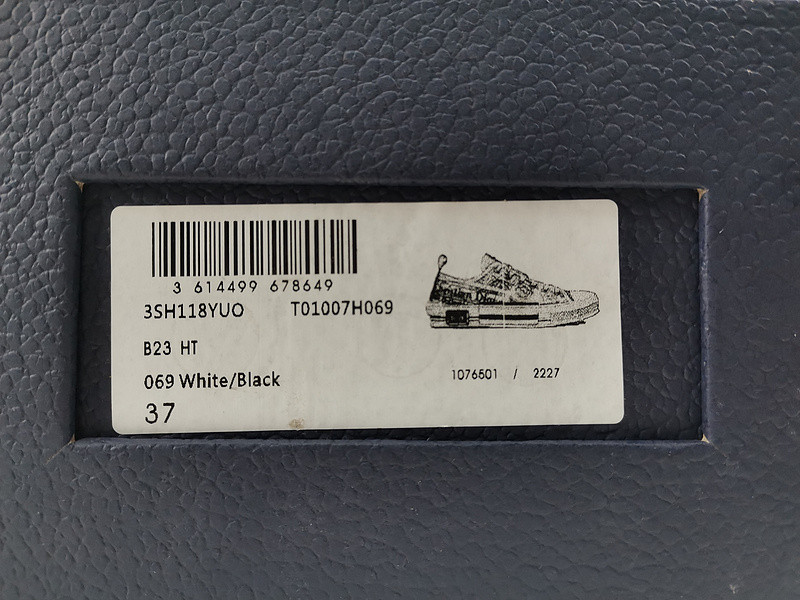 3 614499 678649
3SH118YUO T01007H069
B23 HT
069 White/Black
37
1076501 / 2227